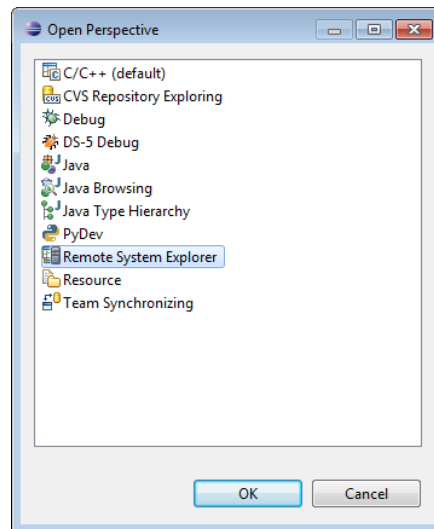 Open Perspective
C/C++ (default)
CVS Repository Exploring
Debug
DS-5 Debug
Java
Java Browsing
Java Type Hierarchy
PyDev
Remote System Explorer
Resource
Team Synchronizing
OK
Cancel